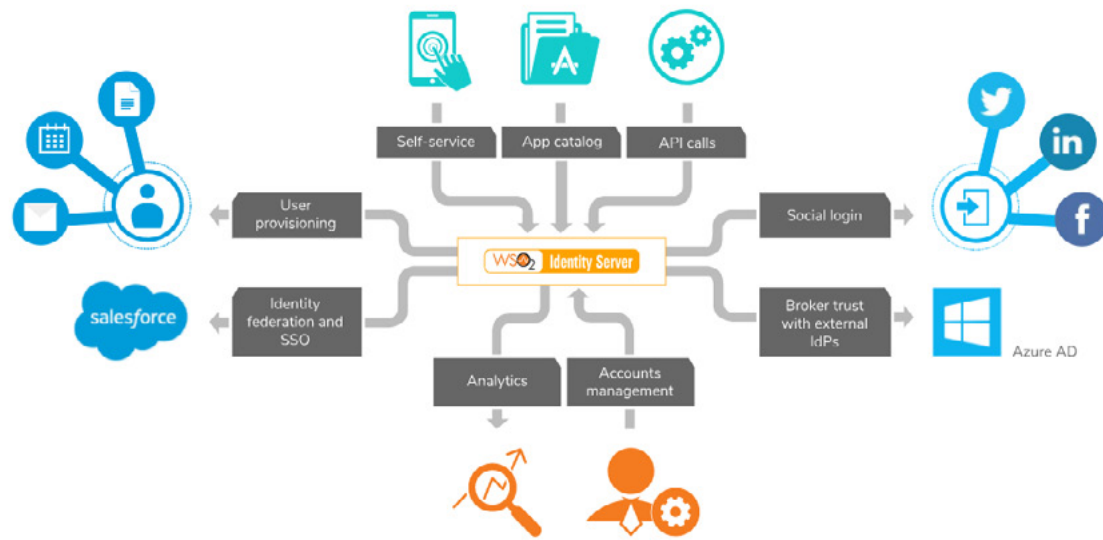 Self-service
App catalog
API calls
User
provisioning
Social login
in
f
WSO2 Identity Server
salesforce
Identity
federation and
SSO
Broker trust
with external
IdPs
Azure AD
Analytics
Accounts
management